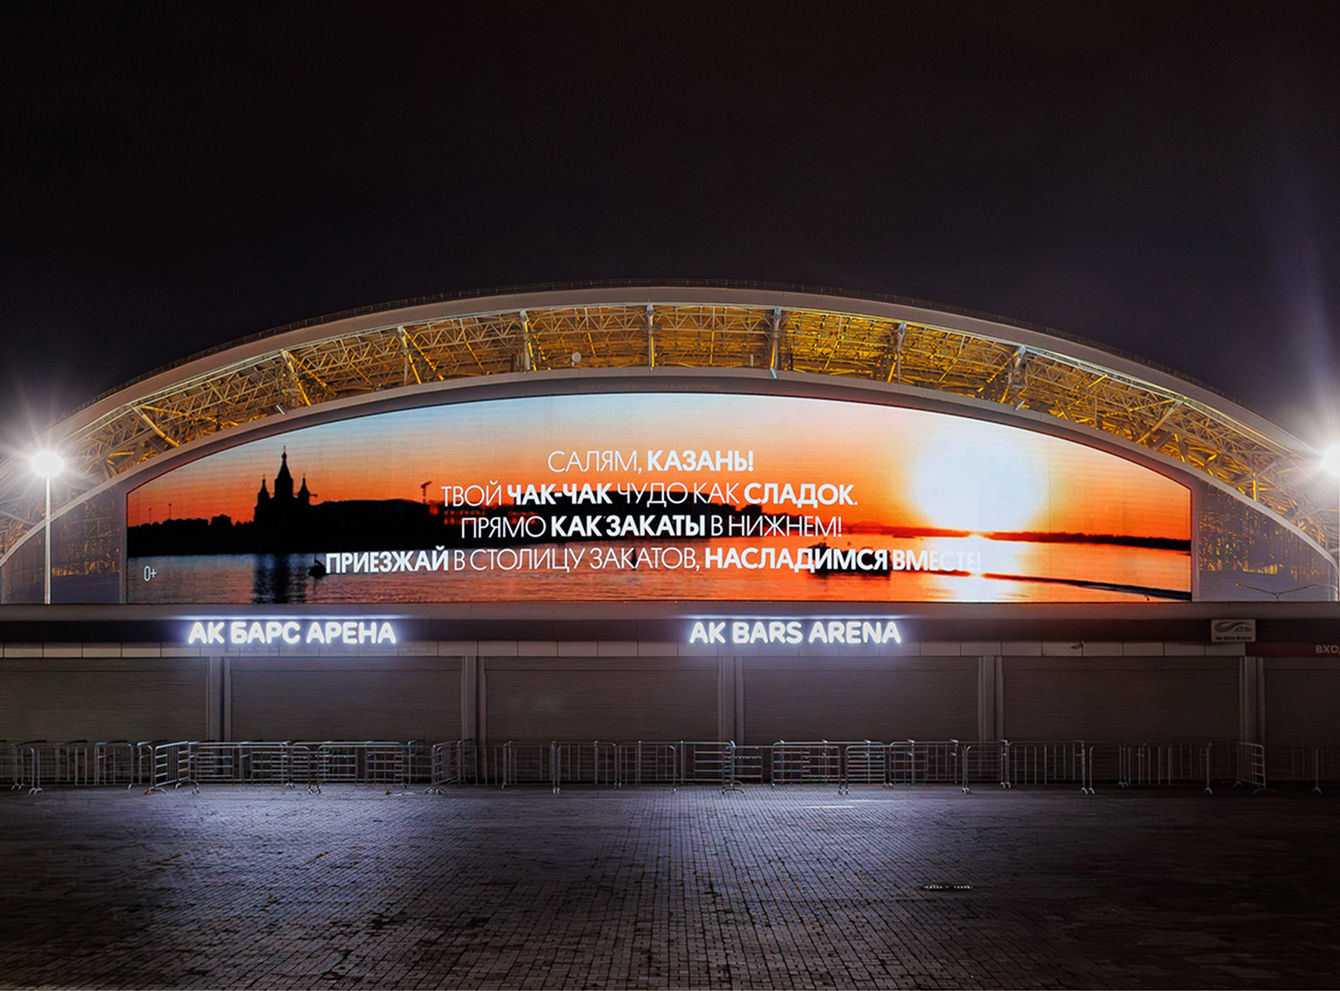 САЛЯМ, КАЗАНЬ!
ТВОЙ ЧАК-ЧАК ЧУДО КАК СЛАДОК.
ПРЯМО КАК ЗАКАТЫ В НИЖНЕМ!
ПРИЕЗЖАЙ В СТОЛИЦУ ЗАКАТОВ, НАСЛАДИМСЯ ВМЕСТЕ!
0+
АК БАРС АРЕНА
AK BARS ARENA